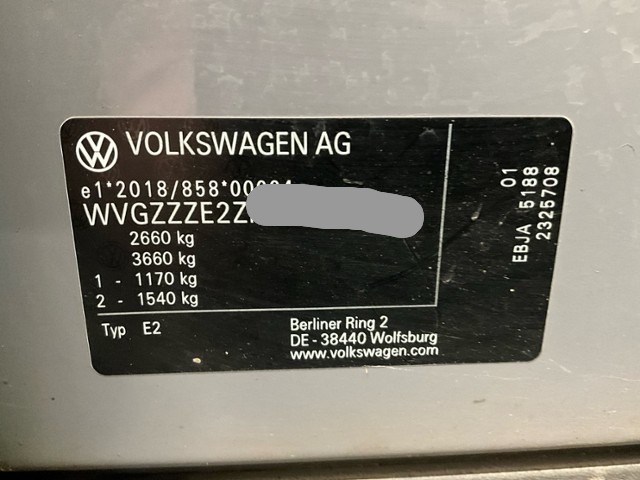 VOLKSWAGEN AG
e1*2018/858*00
WVGZZZE2Z
2660 kg
3660 kg
1 - 1170 kg
2 - 1540 kg
Typ E2
Berliner Ring 2
DE - 38440 Wolfsburg
www.volkswagen.com
01
EBJA 5188
2325708